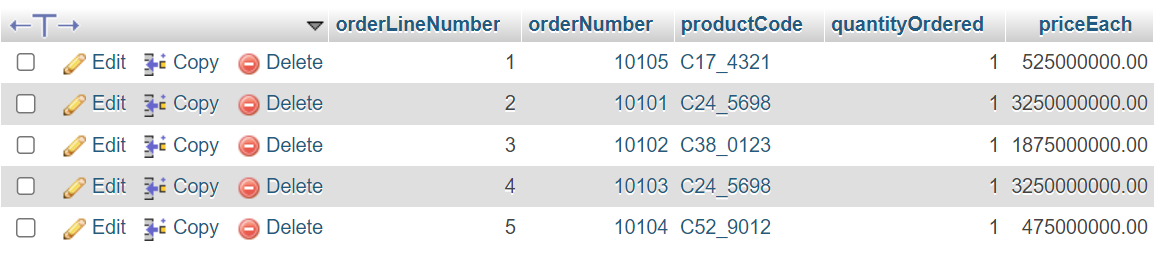 orderLineNumber orderNumber productCode quantityOrdered priceEach
Edit Copy Delete 1 10105 C17_4321 1 525000000.00
Edit Copy Delete 2 10101 C24_5698 1 3250000000.00
Edit Copy Delete 3 10102 C38_0123 1 1875000000.00
Edit Copy Delete 4 10103 C24_5698 1 3250000000.00
Edit Copy Delete 5 10104 C52_9012 1 475000000.00